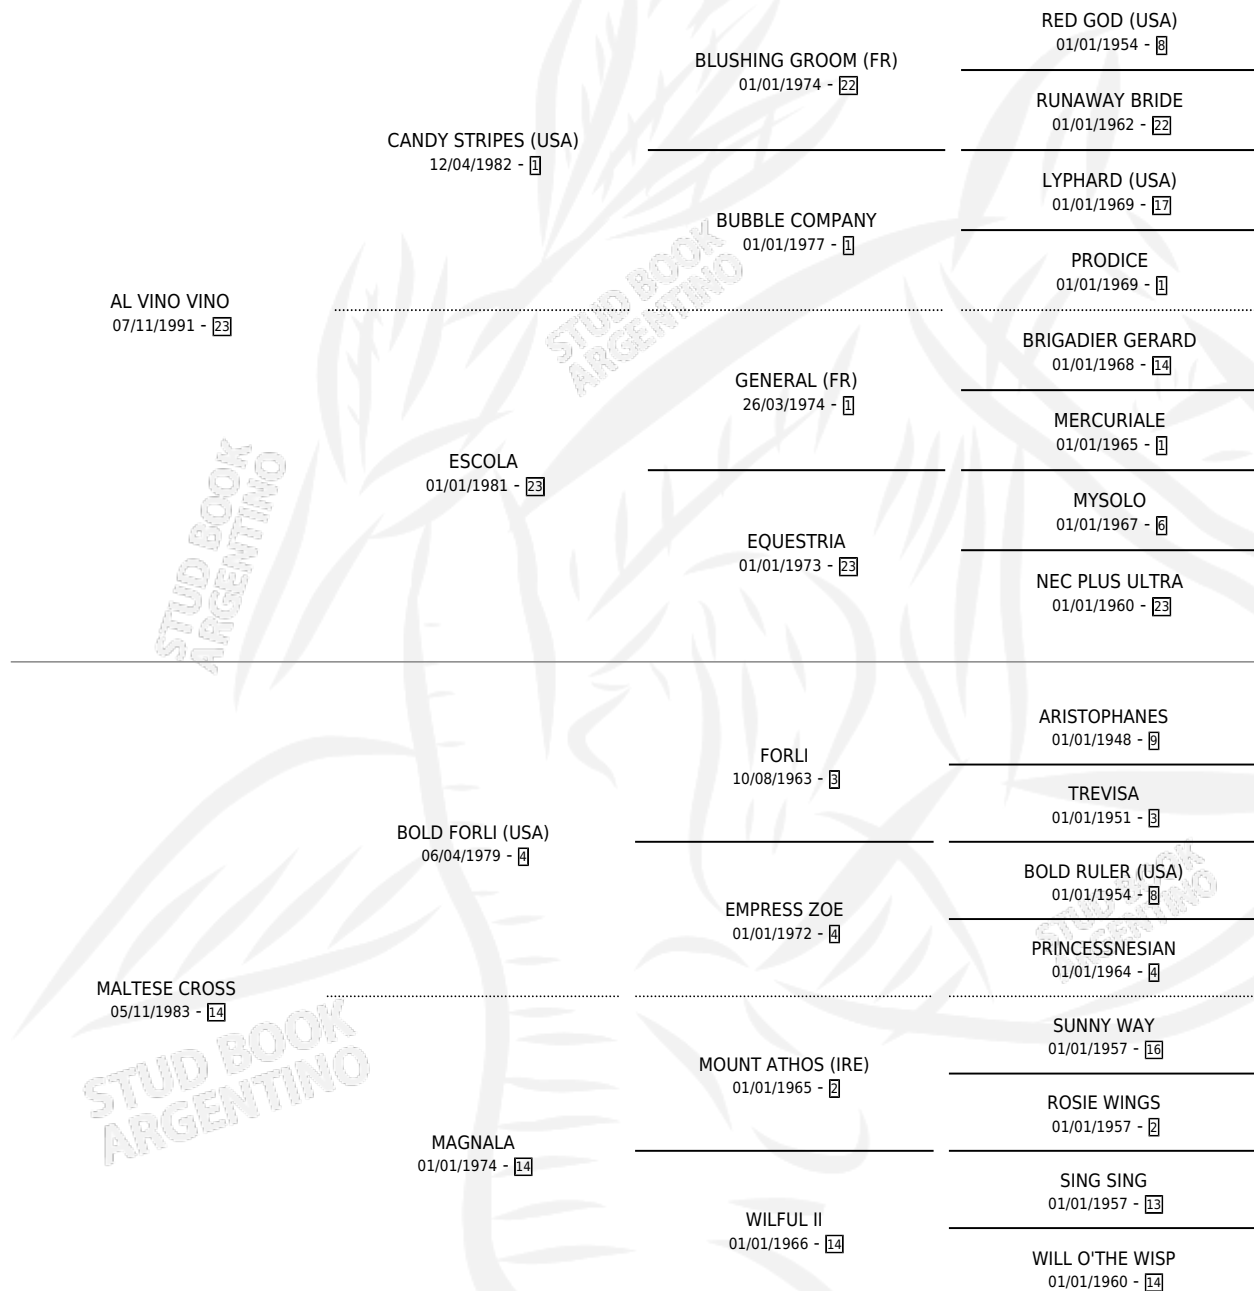 AL VINO VINO
07/11/1991 - 23
CANDY STRIPES (USA)
12/04/1982 - 1
BLUSHING GROOM (FR)
01/01/1974 - 22
RED GOD (USA)
01/01/1954 - 8
RUNAWAY BRIDE
01/01/1962 - 22
BUBBLE COMPANY
01/01/1977 - 1
LYPHARD (USA)
01/01/1969 - 17
PRODICE
01/01/1969 - 1
ESCOLA
01/01/1981 - 23
GENERAL (FR)
26/03/1974 - 1
BRIGADIER GERARD
01/01/1968 - 14
MERCURIALE
01/01/1965 - 1
EQUESTRIA
01/01/1973 - 23
MYSOLO
01/01/1967 - 6
NEC PLUS ULTRA
01/01/1960 - 23
MALTESE CROSS
05/11/1983 - 14
BOLD FORLI (USA)
06/04/1979 - 4
FORLI
10/08/1963 - 3
ARISTOPHANES
01/01/1948 - 9
TREVISA
01/01/1951 - 3
EMPRESS ZOE
01/01/1972 - 4
BOLD RULER (USA)
01/01/1954 - 8
PRINCESSNESIAN
01/01/1964 - 4
MAGNALA
01/01/1974 - 14
MOUNT ATHOS (IRE)
01/01/1965 - 2
SUNNY WAY
01/01/1957 - 16
ROSIE WINGS
01/01/1957 - 2
WILFUL II
01/01/1966 - 14
SING SING
01/01/1957 - 13
WILL O'THE WISP
01/01/1960 - 14
STUD BOOK
ARGENTINO
STUD BOOK
ARGENTINO
STUD BOOK
ARGENTINO
STUD BOOK
ARGENTINO